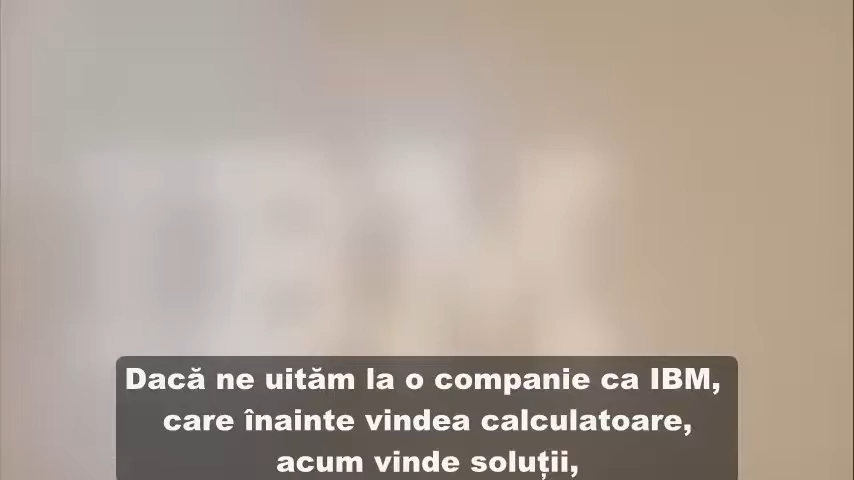 Dacă ne uităm la o companie ca IBM,
care înainte vindea calculatoare,
acum vinde soluții,